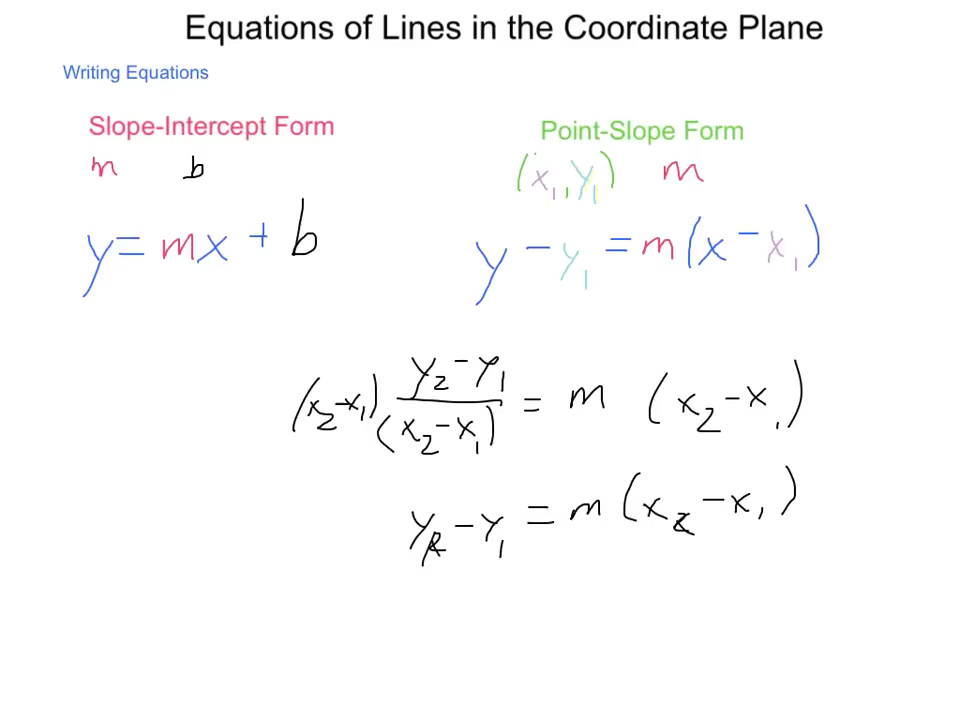 Equations of Lines in the Coordinate Plane
Writing Equations
Slope-Intercept Form
m b
y = mx + b
Point-Slope Form
(x₁, y₁) m
y - y₁ = m(x - x₁)
(x₂-x₁) (y₂-y₁)/(x₂-x₁) = m (x₂-x₁)
y₂-y₁ = m(x₂-x₁)